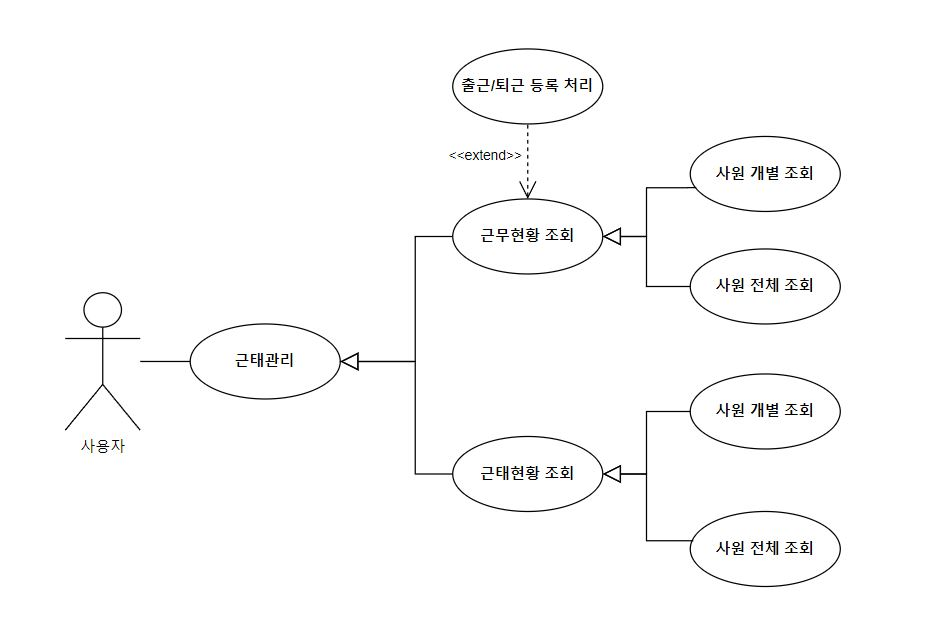 출근/퇴근 등록 처리
<<extend>>
사원 개별 조회
근무현황 조회
사원 전체 조회
근태관리
사용자
사원 개별 조회
근태현황 조회
사원 전체 조회